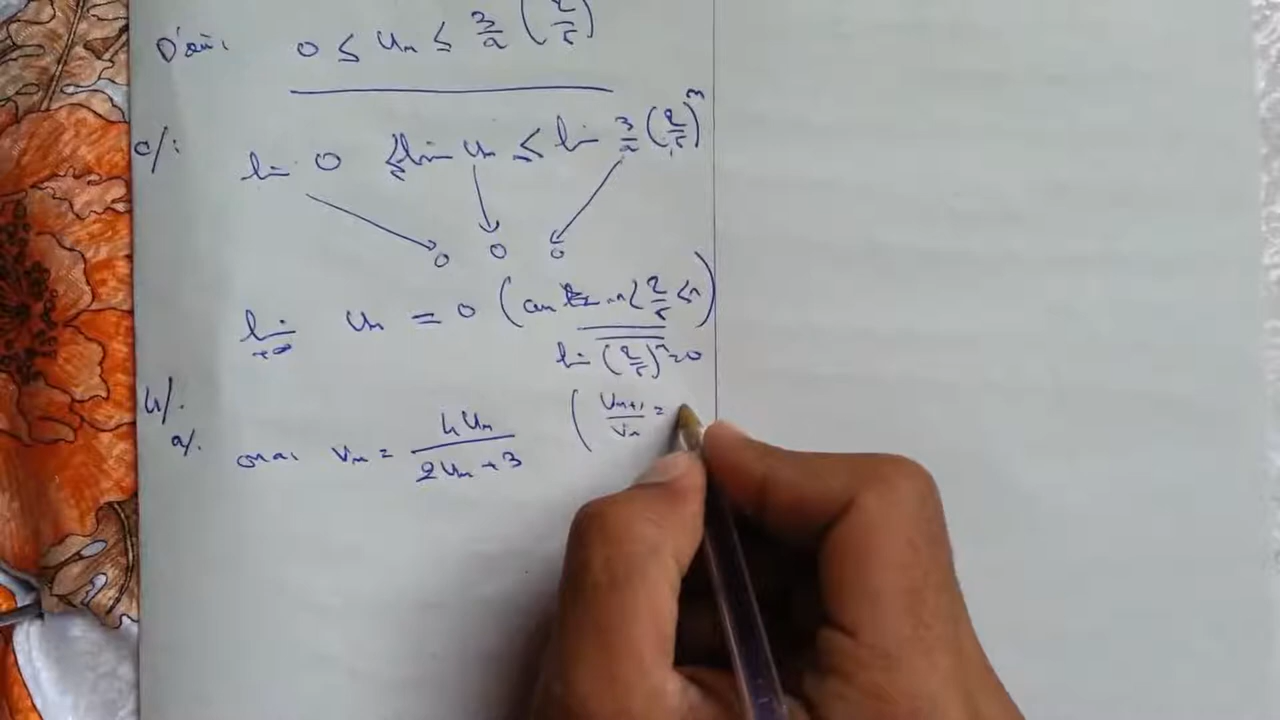 D'où: 0 ≤ Un ≤ 3/2 (2/5)
c/: lim 0 ≤ lim Un ≤ lim 3/2 (2/5)^n
0 0 0
lim Un = 0 (car -1 < 2/5 < 1)
+∞
lim (2/5)^n = 0
4/.
a/. on a: Vn = 4Un / 2Un + 3 ( Vn+1 / Vn =